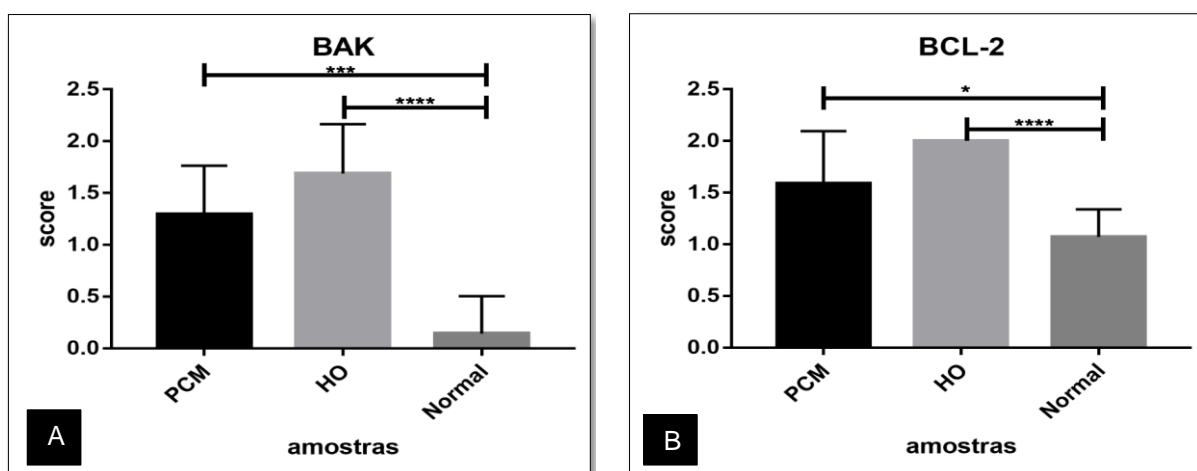 BAK
***
****
2.5
2.0
1.5
1.0
0.5
0.0
score
PCM
HO
Normal
amostras
A
BCL-2
*
****
2.5
2.0
1.5
1.0
0.5
0.0
score
PCM
HO
Normal
amostras
B